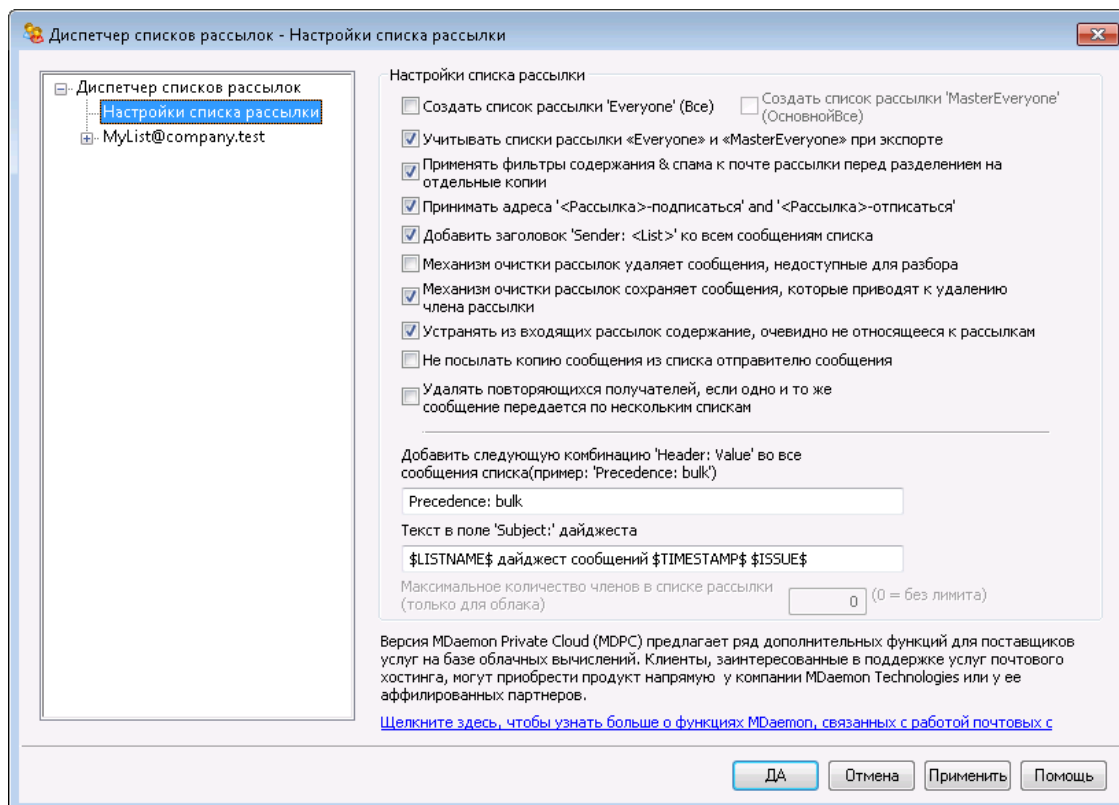 Диспетчер списков рассылок - Настройки списка рассылки
Диспетчер списков рассылок
Настройки списка рассылки
MyList@company.test
Настройки списка рассылки
Создать список рассылки 'Everyone' (Все)
Создать список рассылки 'MasterEveryone'
(ОсновнойВсе)
Учитывать списки рассылки «Everyone» и «MasterEveryone» при экспорте
Применять фильтры содержания & спама к почте рассылки перед разделением на
отдельные копии
Принимать адреса '<Рассылка>-подписаться' and '<Рассылка>-отписаться'
Добавить заголовок 'Sender: <List>' ко всем сообщениям списка
Механизм очистки рассылок удаляет сообщения, недоступные для разбора
Механизм очистки рассылок сохраняет сообщения, которые приводят к удалению
члена рассылки
Устранять из входящих рассылок содержание, очевидно не относящееся к рассылкам
Не посылать копию сообщения из списка отправителю сообщения
Удалять повторяющихся получателей, если одно и то же
сообщение передается по нескольким спискам
Добавить следующую комбинацию 'Header: Value' во все
сообщения списка(пример: 'Precedence: bulk')
Precedence: bulk
Текст в поле 'Subject:' дайджеста
$LISTNAME$ дайджест сообщений $TIMESTAMP$ $ISSUE$
Максимальное количество членов в списке рассылки
(только для облака)
0
(0 = без лимита)
Версия MDaemon Private Cloud (MDPC) предлагает ряд дополнительных функций для поставщиков
услуг на базе облачных вычислений. Клиенты, заинтересованные в поддержке услуг почтового
хостинга, могут приобрести продукт напрямую у компании MDaemon Technologies или у ее
аффилированных партнеров.
Щелкните здесь, чтобы узнать больше о функциях MDaemon, связанных с работой почтовых с
ДА
Отмена
Применить
Помощь